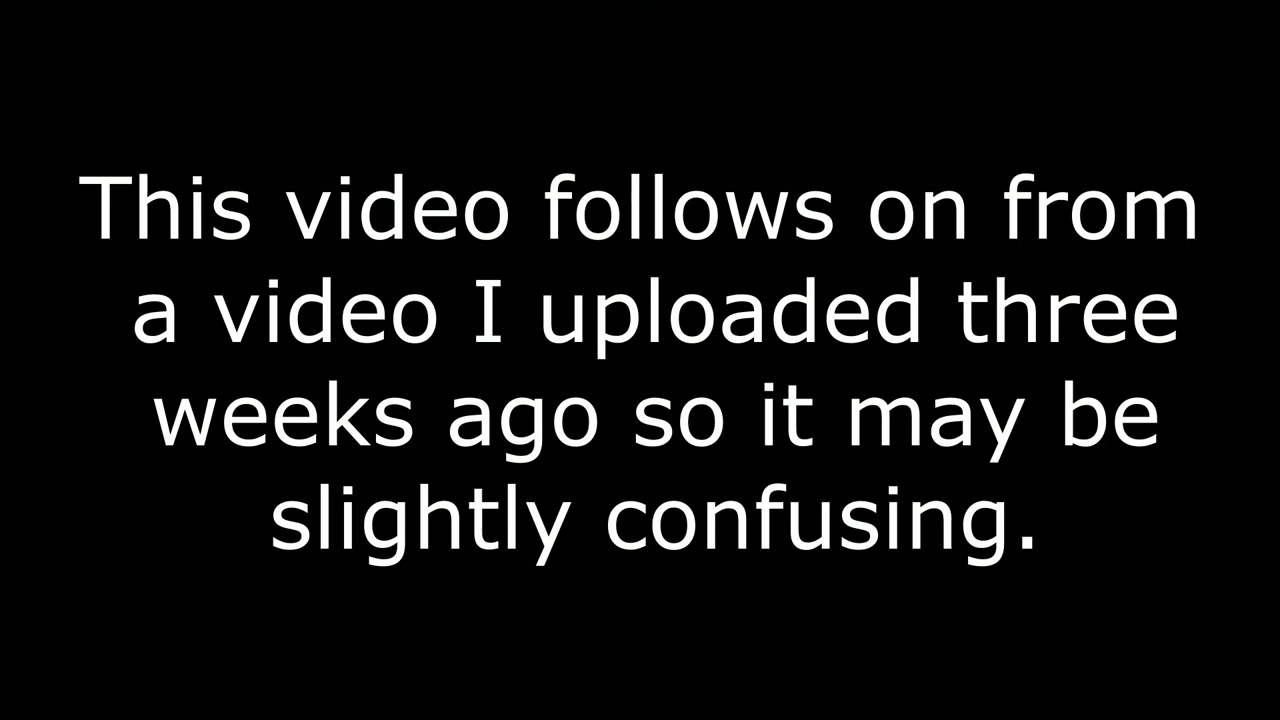 This video follows on from
a video I uploaded three
weeks ago so it may be
slightly confusing.